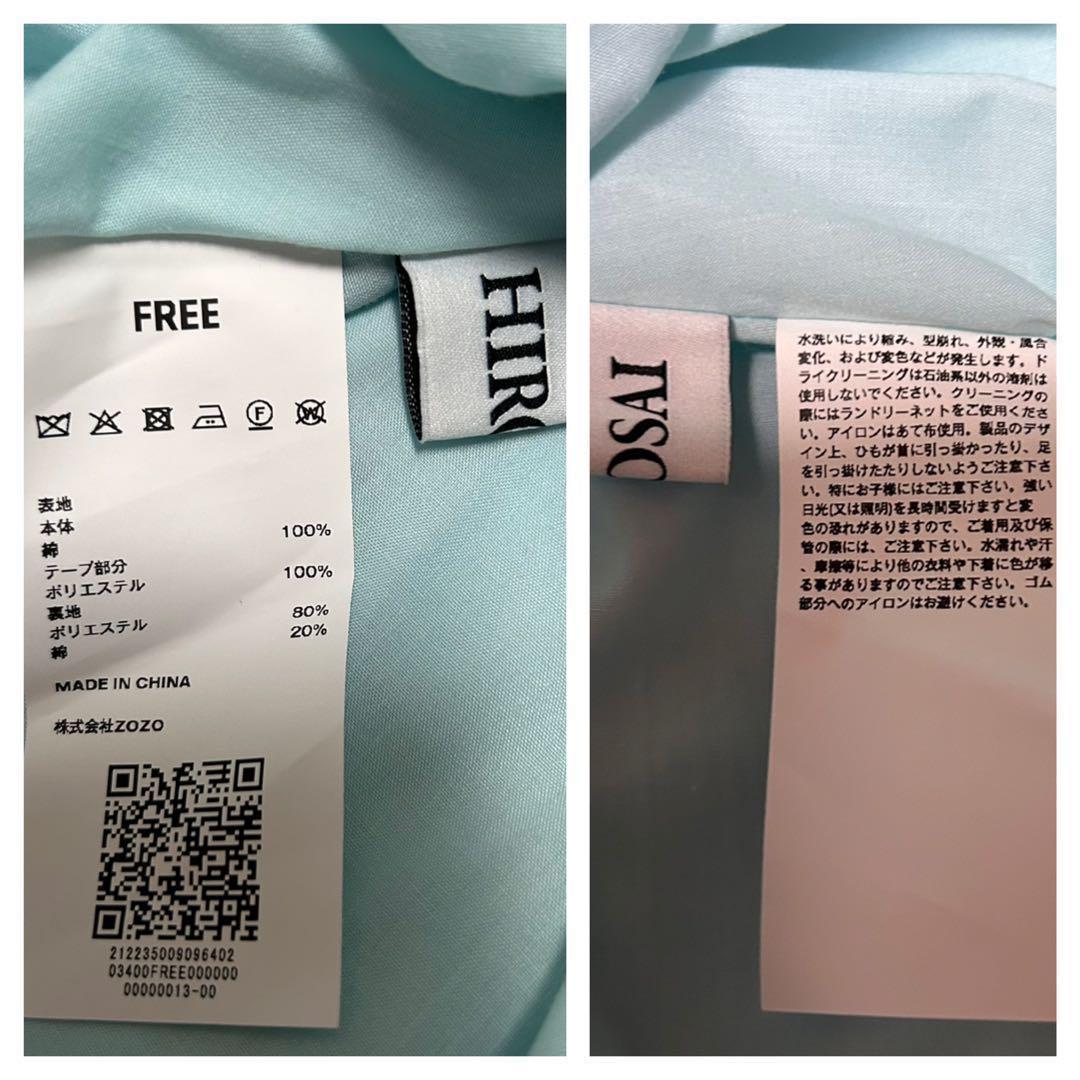 FREE
表地
本体
綿 100%
テープ部分
ポリエステル 100%
裏地
ポリエステル 80%
綿 20%
MADE IN CHINA
株式会社ZOZO
212235009096402
03400FREE000000
00000013-00
HIRO
SAI
水洗いにより縮み、型崩れ、外観・風合
変化、および変色などが発生します。ド
ライクリーニングは石油系以外の溶剤は
使用しないでください。クリーニングの
際にはランドリーネットをご使用くださ
い。アイロンはあて布使用。製品のデザ
イン上、ひもが首に引っ掛かったり、足
を引っ掛けたたりしないようご注意下さ
い。特にお子様にはご注意下さい。強い
日光(又は照明)を長時間受けますと変
色の恐れがありますので、ご着用及び保
管の際には、ご注意下さい。水濡れや汗
、摩擦等により他の衣料や下着に色が移
る事がありますのでご注意下さい。ゴム
部分へのアイロンはお避けください。